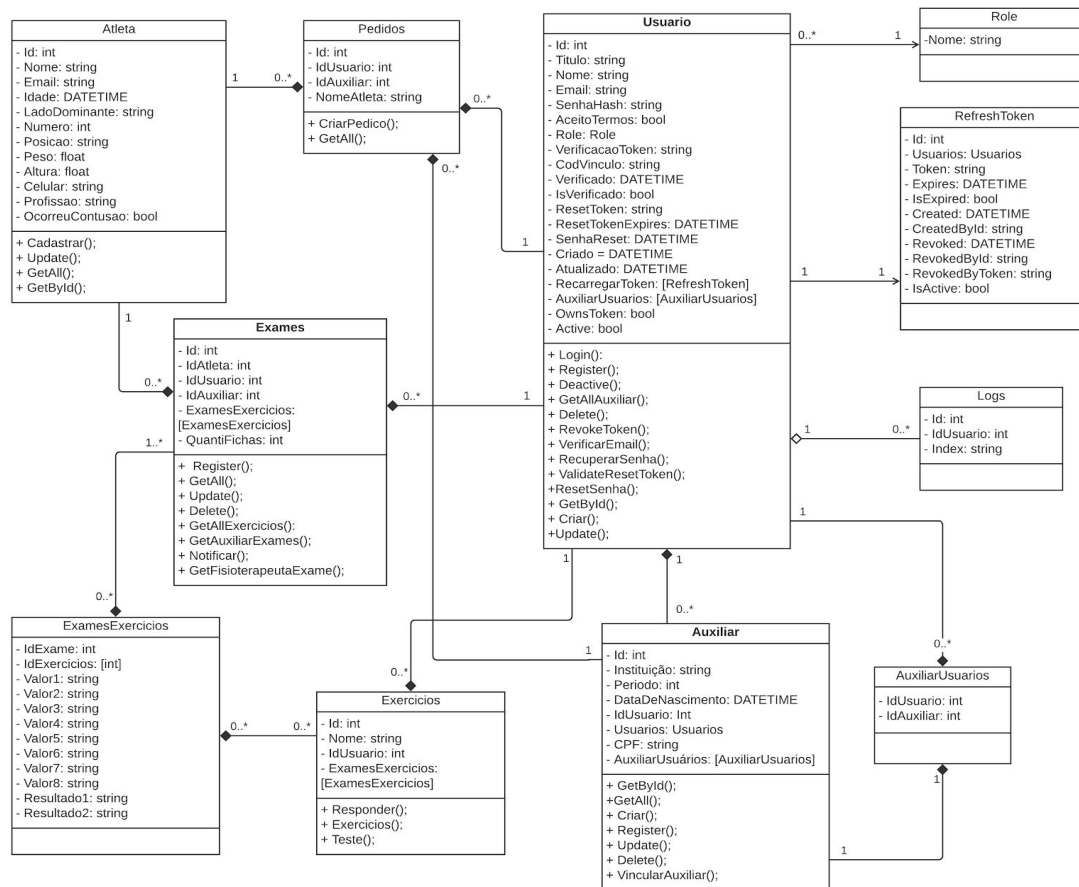 Atleta
- Id: int
- Nome: string
- Email: string
- Idade: DATETIME
- LadoDominante: string
- Numero: int
- Posicao: string
- Peso: float
- Altura: float
- Celular: string
- Profissao: string
- OcorreuContusao: bool
+ Cadastrar();
+ Update();
+ GetAll();
+ GetById();
1
0..*
Pedidos
- Id: int
- IdUsuario: int
- IdAuxiliar: int
- NomeAtleta: string
+ CriarPedico();
+ GetAll();
0..*
0..*
1
Usuario
- Id: int
- Titulo: string
- Nome: string
- Email: string
- SenhaHash: string
- AceitoTermos: bool
- Role: Role
- VerificacaoToken: string
- CodVinculo: string
- Verificado: DATETIME
- IsVerificado: bool
- ResetToken: string
- ResetTokenExpires: DATETIME
- SenhaReset: DATETIME
- Criado = DATETIME
- Atualizado: DATETIME
- RecarregarToken: [RefreshToken]
- AuxiliarUsuarios: [AuxiliarUsuarios]
- OwnsToken: bool
- Active: bool
+ Login():
+ Register();
+ Deactive();
+ GetAllAuxiliar();
+ Delete();
+ RevokeToken();
+ VerificarEmail();
+ RecuperarSenha();
+ ValidateResetToken();
+ResetSenha();
+ GetById();
+ Criar();
+Update();
0..*
1
Role
-Nome: string
RefreshToken
- Id: int
- Usuarios: Usuarios
- Token: string
- Expires: DATETIME
- IsExpired: bool
- Created: DATETIME
- CreatedById: string
- Revoked: DATETIME
- RevokedById: string
- RevokedByToken: string
- IsActive: bool
1
1
1
0..*
Exames
- Id: int
- IdAtleta: int
- IdUsuario: int
- IdAuxiliar: int
- ExamesExercicios:
[ExamesExercicios]
- QuantiFichas: int
+ Register();
+ GetAll();
+ Update();
+ Delete();
+ GetAllExercicios():
+ GetAuxiliarExames();
+ Notificar();
+ GetFisioterapeutaExame();
0..*
1
1..*
0..*
Logs
- Id: int
- IdUsuario: int
- Index: string
1
0..*
1
0..*
1
0..*
1
0..*
1
ExamesExercicios
- IdExame: int
- IdExercicios: [int]
- Valor1: string
- Valor2: string
- Valor3: string
- Valor4: string
- Valor5: string
- Valor6: string
- Valor7: string
- Valor8: string
- Resultado1: string
- Resultado2: string
0..*
0..*
Exercicios
- Id: int
- Nome: string
- IdUsuario: int
- ExamesExercicios:
[ExamesExercicios]
+ Responder();
+ Exercicios();
+ Teste();
Auxiliar
- Id: int
- Instituição: string
- Periodo: int
- DataDeNascimento: DATETIME
- IdUsuario: Int
- Usuarios: Usuarios
- CPF: string
- AuxiliarUsuários: [AuxiliarUsuarios]
+ GetById();
+GetAll();
+ Criar();
+ Register();
+ Update();
+ Delete();
+ VincularAuxiliar();
AuxiliarUsuarios
- IdUsuario: int
- IdAuxiliar: int
1
1